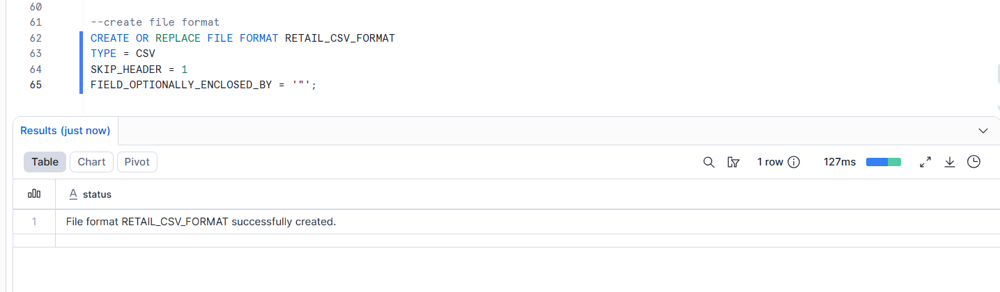 60
61 --create file format
62 CREATE OR REPLACE FILE FORMAT RETAIL_CSV_FORMAT
63 TYPE = CSV
64 SKIP_HEADER = 1
65 FIELD_OPTIONALLY_ENCLOSED_BY = '"';
Results (just now)
Table Chart Pivot 1 row 127ms
A status
1 File format RETAIL_CSV_FORMAT successfully created.